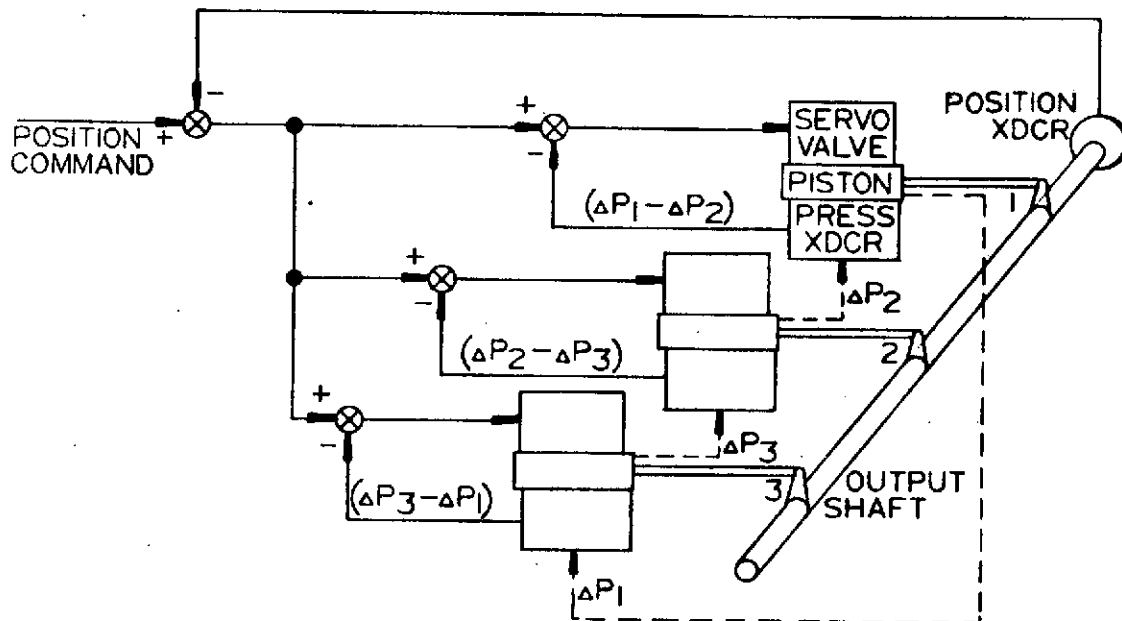 −
+
POSITION
COMMAND
+
−
SERVO
VALVE
PISTON
PRESS
XDCR
POSITION
XDCR
1
(ΔP1−ΔP2)
ΔP2
+
−
2
(ΔP2−ΔP3)
ΔP3
+
−
3
OUTPUT
SHAFT
(ΔP3−ΔP1)
ΔP1